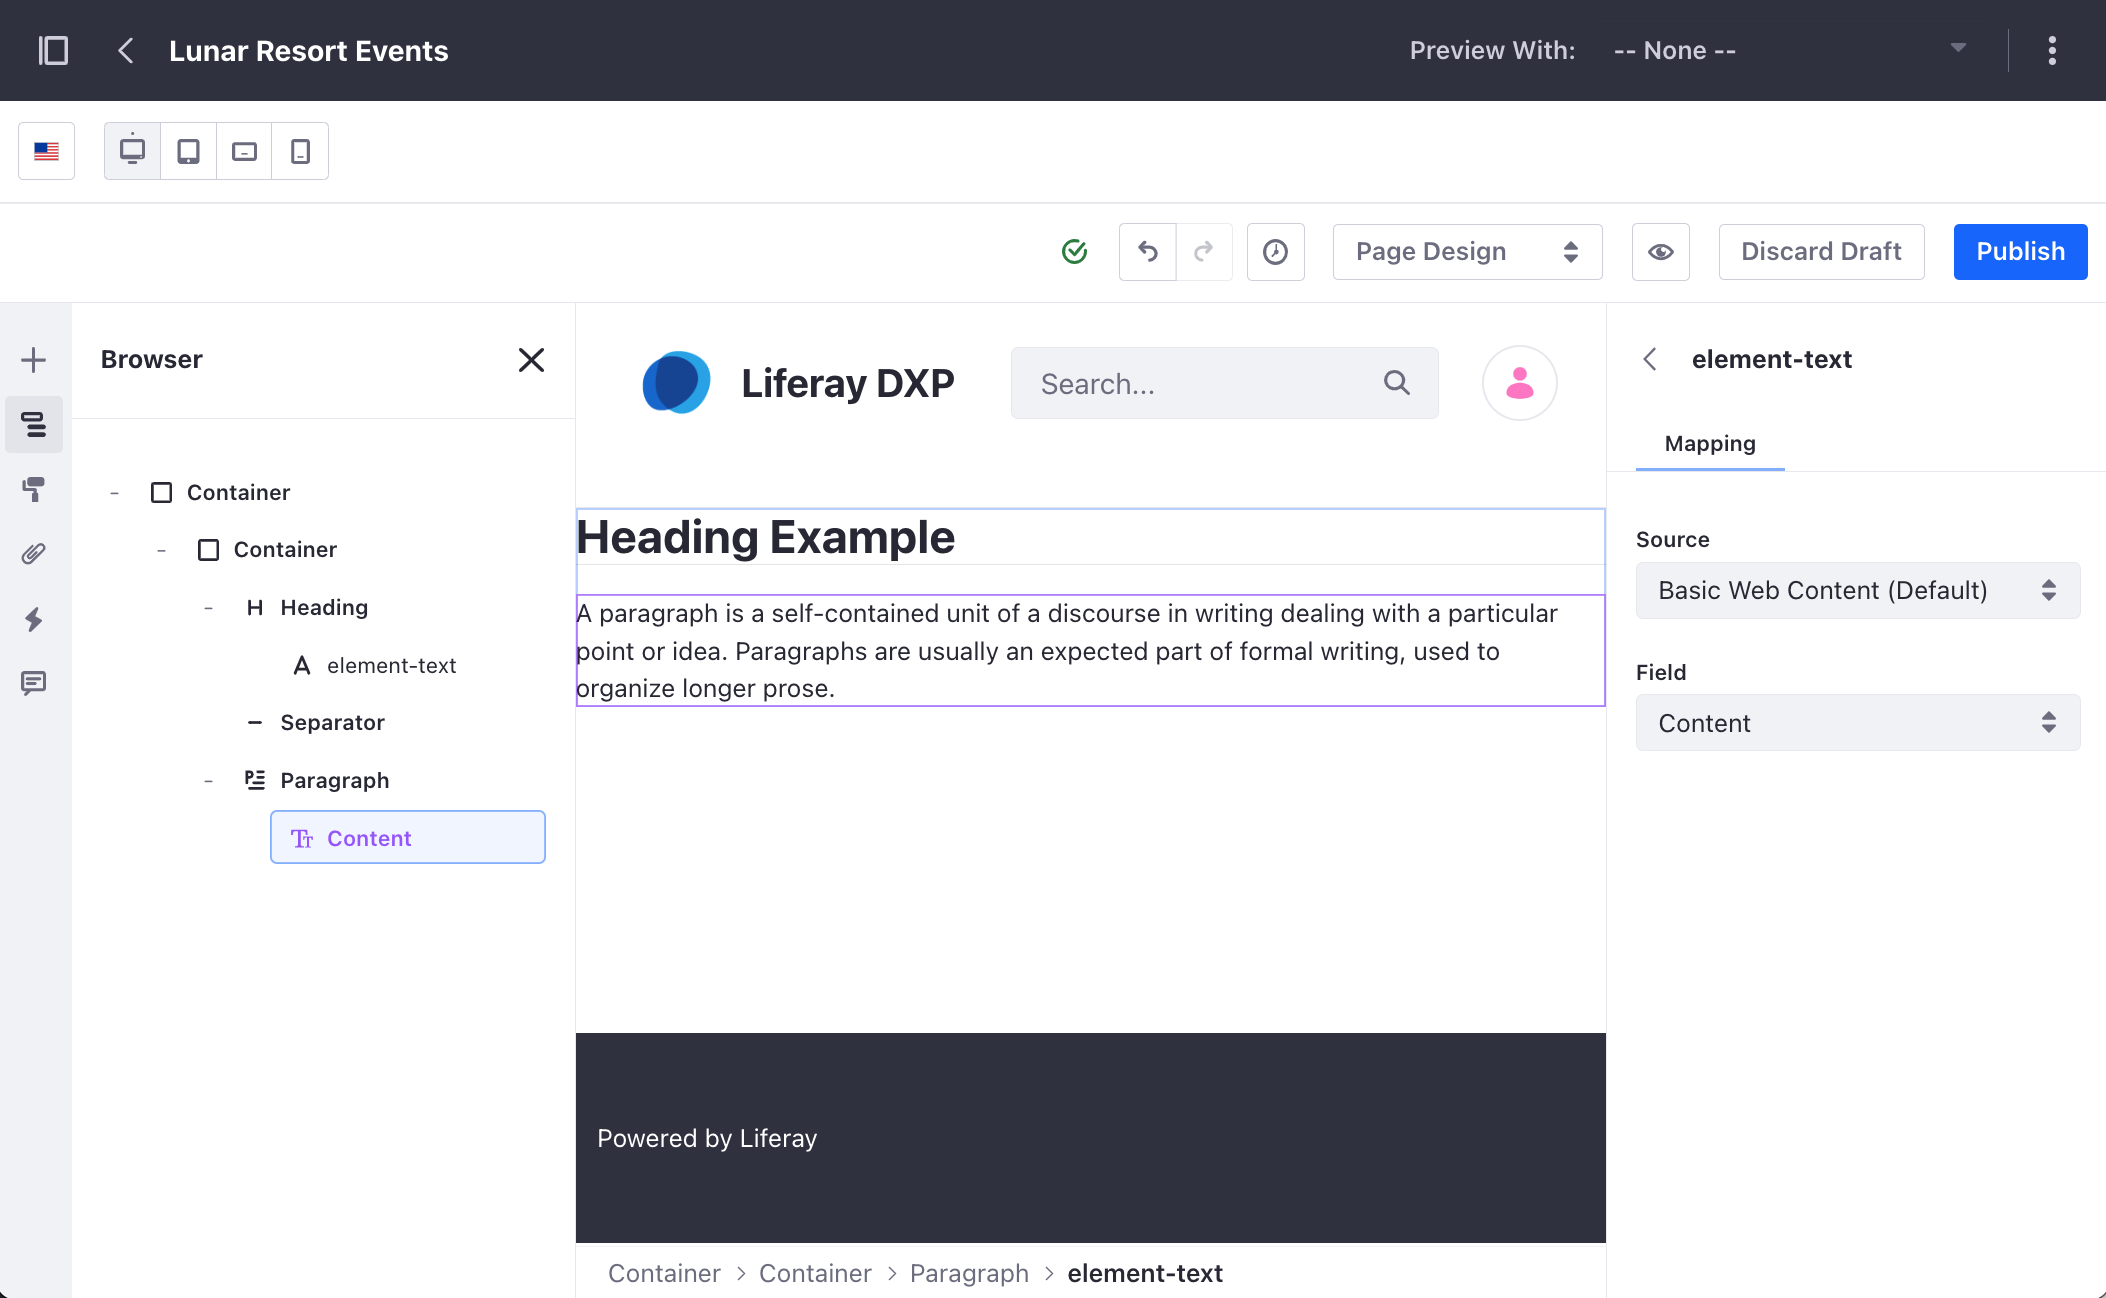 Lunar Resort Events
Preview With: -- None --
Page Design
Discard Draft
Publish
Browser
Container
Container
H Heading
A element-text
Separator
Paragraph
Content
Liferay DXP
Search...
Heading Example
A paragraph is a self-contained unit of a discourse in writing dealing with a particular
point or idea. Paragraphs are usually an expected part of formal writing, used to
organize longer prose.
Powered by Liferay
Container > Container > Paragraph > element-text
element-text
Mapping
Source
Basic Web Content (Default)
Field
Content